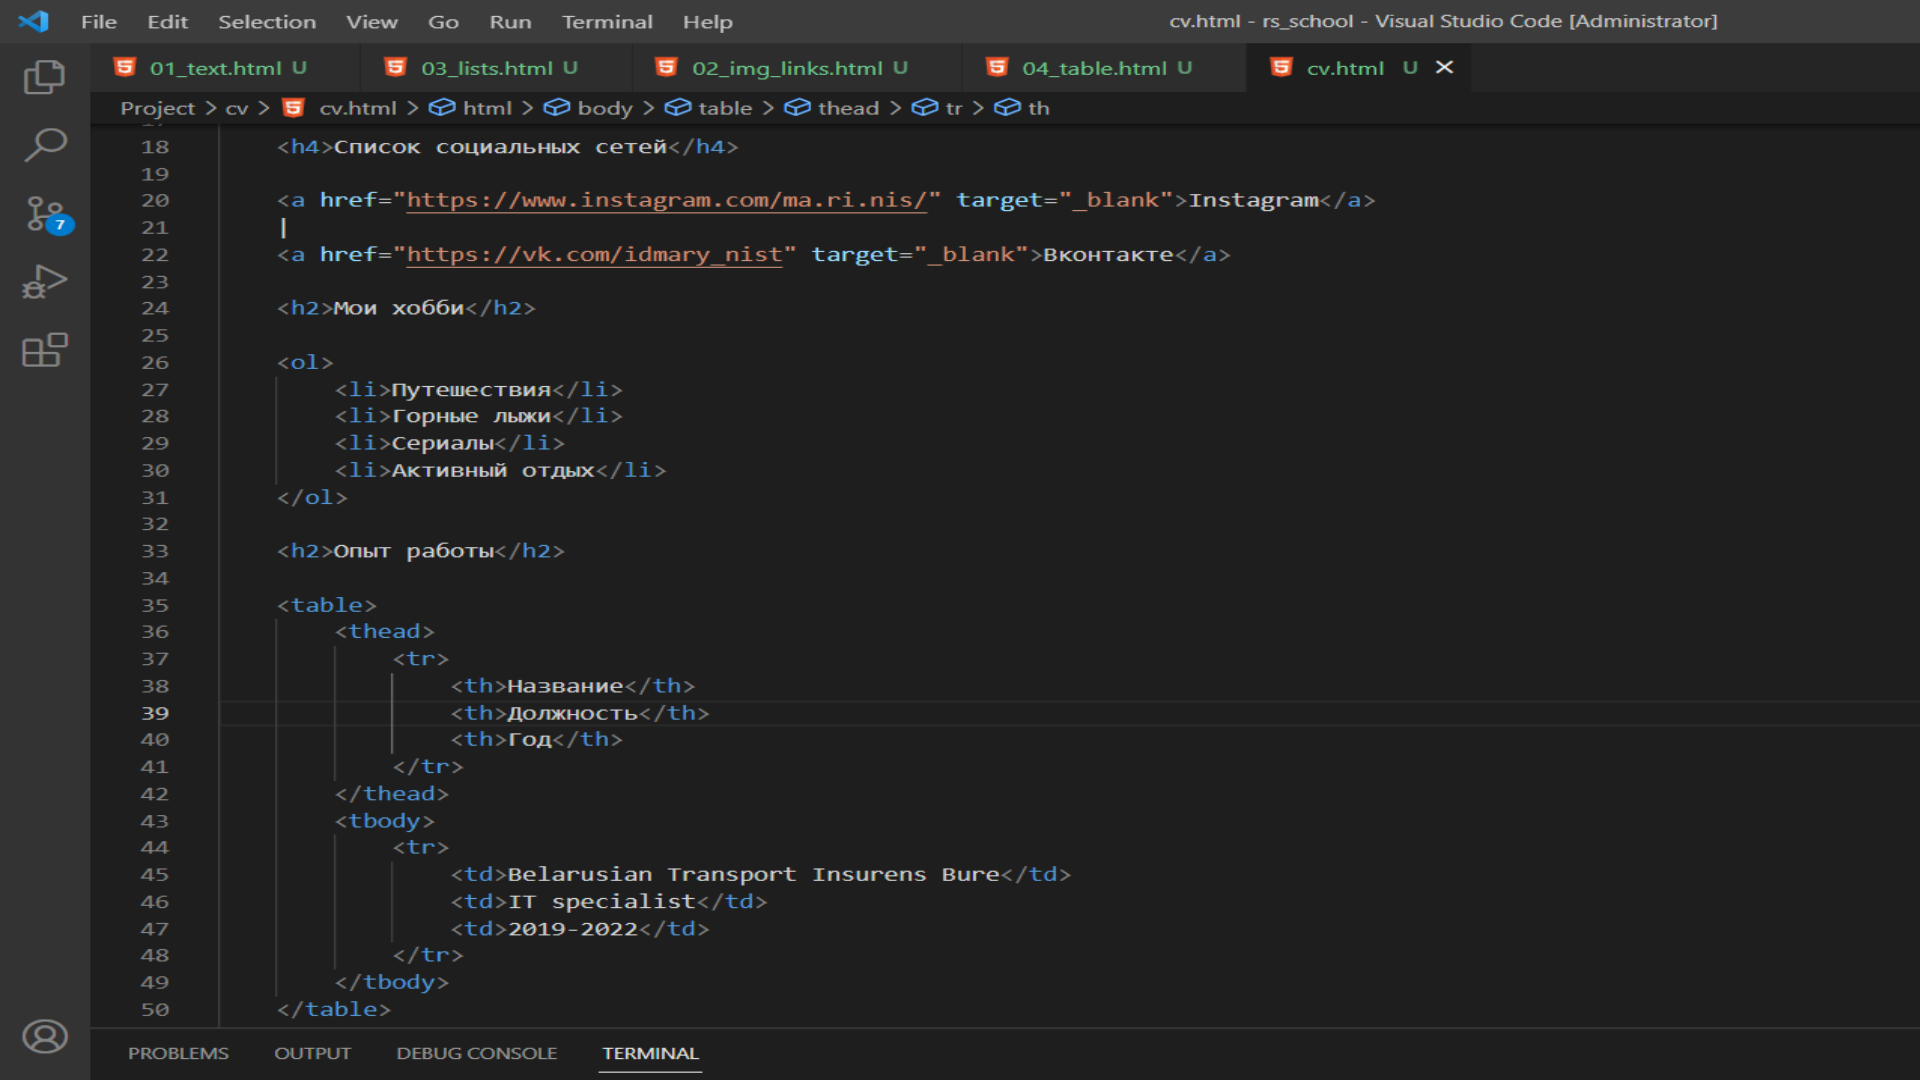 File Edit Selection View Go Run Terminal Help cv.html - rs_school - Visual Studio Code [Administrator]
01_text.html U 03_lists.html U 02_img_links.html U 04_table.html U cv.html U
Project > cv > cv.html > html > body > table > thead > tr > th
18 <h4>Список социальных сетей</h4>
19
20 <a href="https://www.instagram.com/ma.ri.nis/" target="_blank">Instagram</a>
21 |
22 <a href="https://vk.com/idmary_nist" target="_blank">Вконтакте</a>
23
24 <h2>Мои хобби</h2>
25
26 <ol>
27 <li>Путешествия</li>
28 <li>Горные лыжи</li>
29 <li>Сериалы</li>
30 <li>Активный отдых</li>
31 </ol>
32
33 <h2>Опыт работы</h2>
34
35 <table>
36 <thead>
37 <tr>
38 <th>Название</th>
39 <th>Должность</th>
40 <th>Год</th>
41 </tr>
42 </thead>
43 <tbody>
44 <tr>
45 <td>Belarusian Transport Insurens Bure</td>
46 <td>IT specialist</td>
47 <td>2019-2022</td>
48 </tr>
49 </tbody>
50 </table>
7
PROBLEMS OUTPUT DEBUG CONSOLE TERMINAL